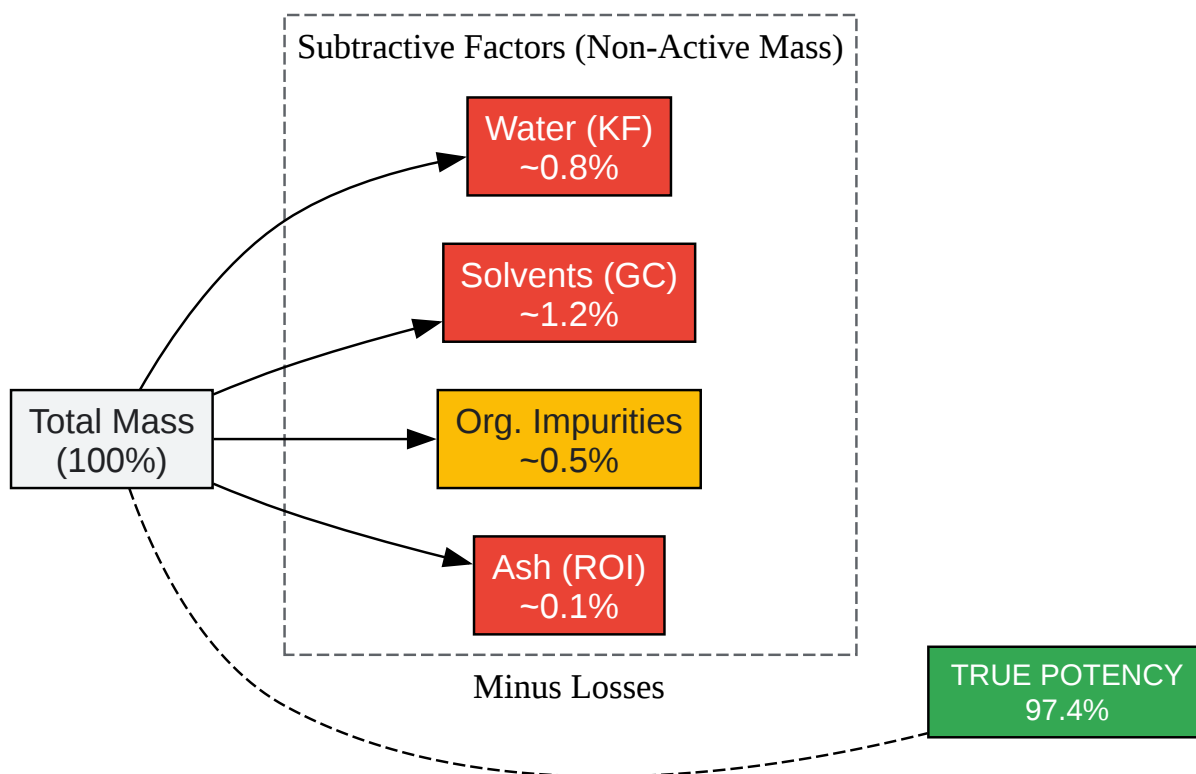 Subtractive Factors (Non-Active Mass)
Water (KF)
~0.8%
Solvents (GC)
~1.2%
Total Mass
(100%)
Org. Impurities
~0.5%
Ash (ROI)
~0.1%
Minus Losses
TRUE POTENCY
97.4%